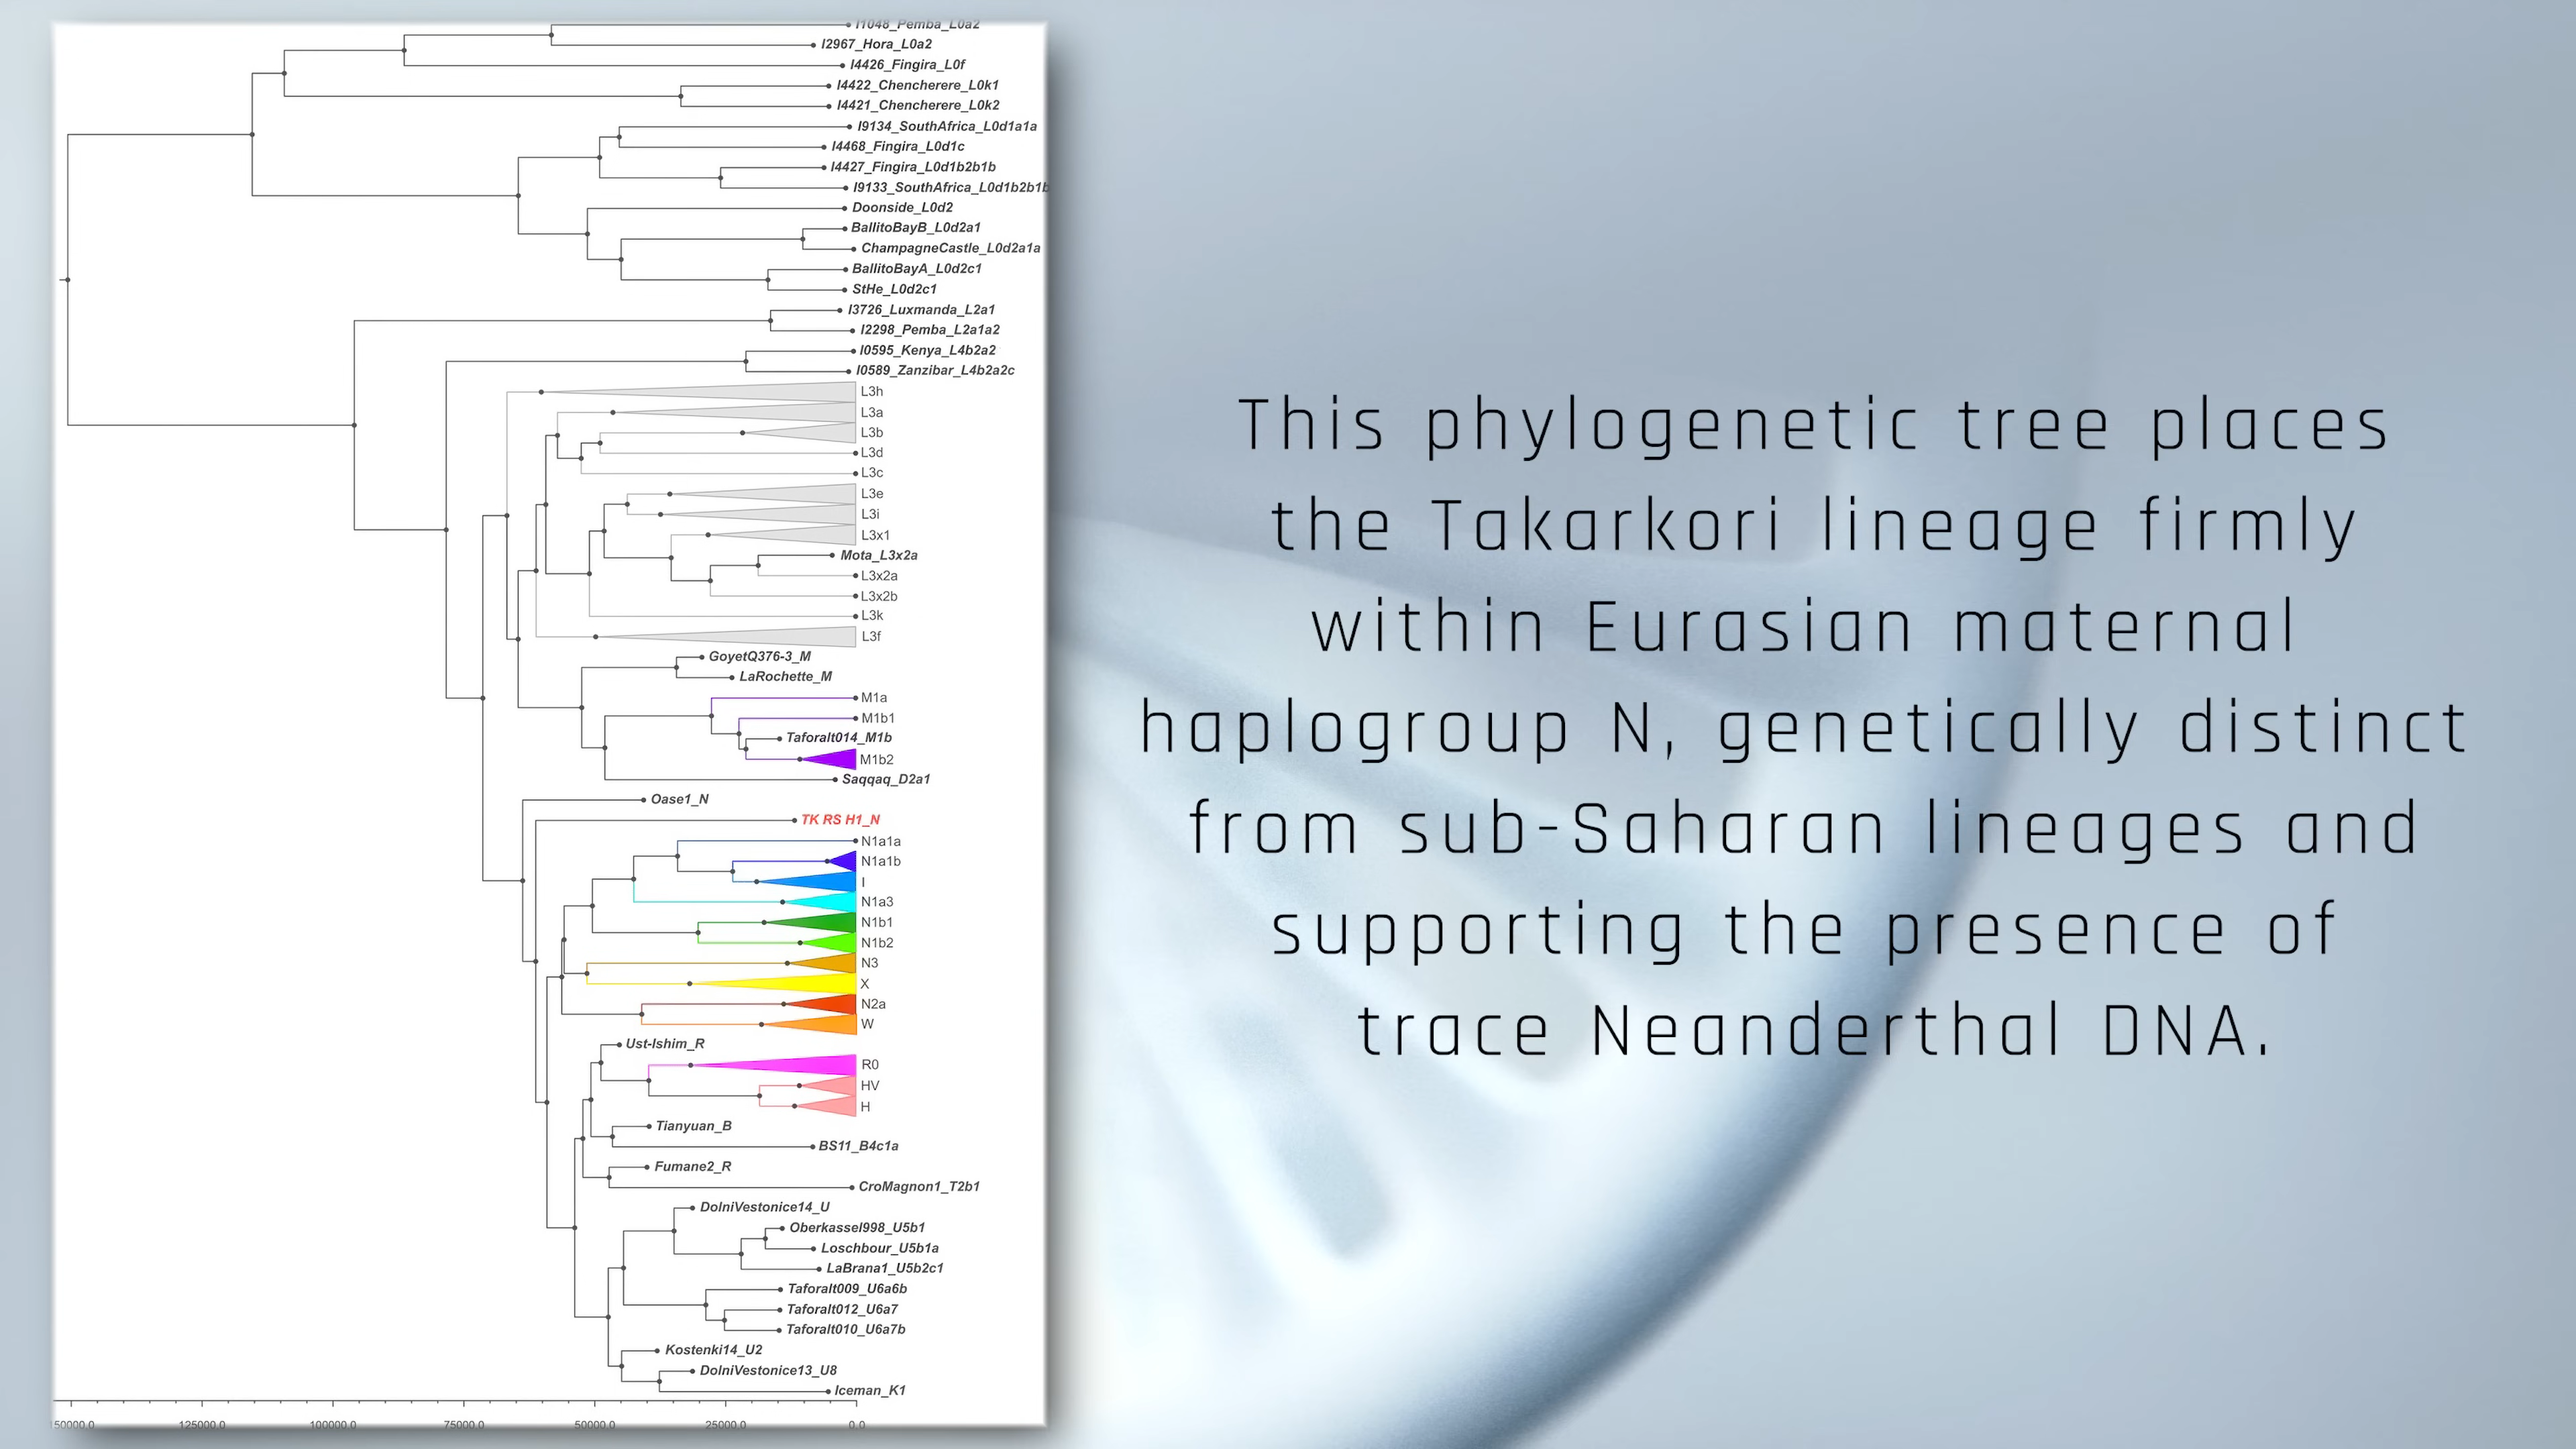 I1048_Pemba_L0a2
I2967_Hora_L0a2
I4426_Fingira_L0f
I4422_Chencherere_L0k1
I4421_Chencherere_L0k2
I9134_SouthAfrica_L0d1a1a
I4468_Fingira_L0d1c
I4427_Fingira_L0d1b2b1b
I9133_SouthAfrica_L0d1b2b1b
Doonside_L0d2
BallitoBayB_L0d2a1
ChampagneCastle_L0d2a1a
BallitoBayA_L0d2c1
StHe_L0d2c1
I3726_Luxmanda_L2a1
I2298_Pemba_L2a1a2
I0595_Kenya_L4b2a2
I0589_Zanzibar_L4b2a2c
L3h
L3a
L3b
L3d
L3c
L3e
L3i
L3x1
Mota_L3x2a
L3x2a
L3x2b
L3k
L3f
GoyetQ376-3_M
LaRochette_M
M1a
M1b1
Taforalt014_M1b
M1b2
Saqqaq_D2a1
Oase1_N
TK RS H1_N
N1a1a
N1a1b
I
N1a3
N1b1
N1b2
N3
X
N2a
W
Ust-Ishim_R
R0
HV
H
Tianyuan_B
BS11_B4c1a
Fumane2_R
CroMagnon1_T2b1
DolniVestonice14_U
Oberkassel998_U5b1
Loschbour_U5b1a
LaBrana1_U5b2c1
Taforalt009_U6a6b
Taforalt012_U6a7
Taforalt010_U6a7b
Kostenki14_U2
DolniVestonice13_U8
Iceman_K1
150000.0 125000.0 100000.0 75000.0 50000.0 25000.0 0.0
This phylogenetic tree places
the Takarkori lineage firmly
within Eurasian maternal
haplogroup N, genetically distinct
from sub-Saharan lineages and
supporting the presence of
trace Neanderthal DNA.